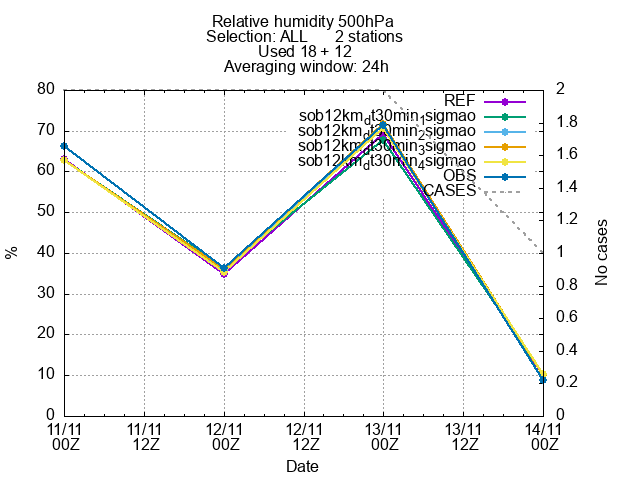 Relative humidity 500hPa
Selection: ALL 2 stations
Used 18 + 12
Averaging window: 24h
80
70
60
50
40
30
20
10
0
%
2
1.8
1.6
1.4
1.2
1
0.8
0.6
0.4
0.2
0
No cases
REF
sob12km_dt30min_1sigmao
sob12km_dt30min_2sigmao
sob12km_dt30min_3sigmao
sob12km_dt30min_4sigmao
OBS
CASES
11/11 11/11 12/11 12/11 13/11 13/11 14/11
00Z 12Z 00Z 12Z 00Z 12Z 00Z
Date